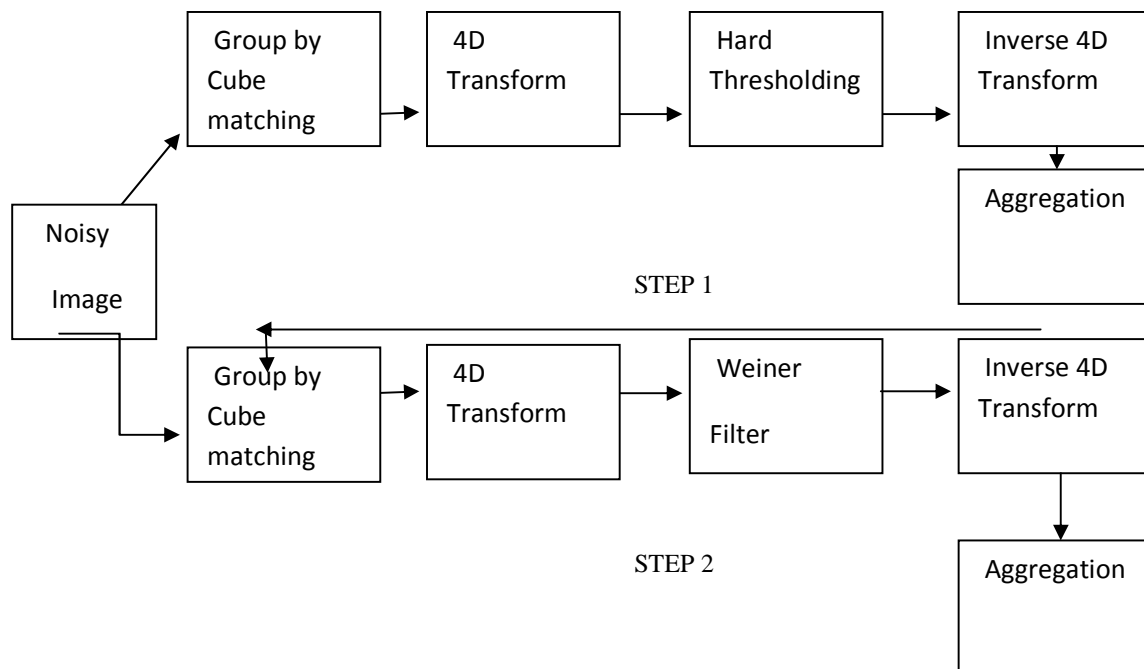 Group by
Cube
matching
4D
Transform
Hard
Thresholding
Inverse 4D
Transform
Aggregation
Noisy
Image
STEP 1
Group by
Cube
matching
4D
Transform
Weiner
Filter
Inverse 4D
Transform
Aggregation
STEP 2